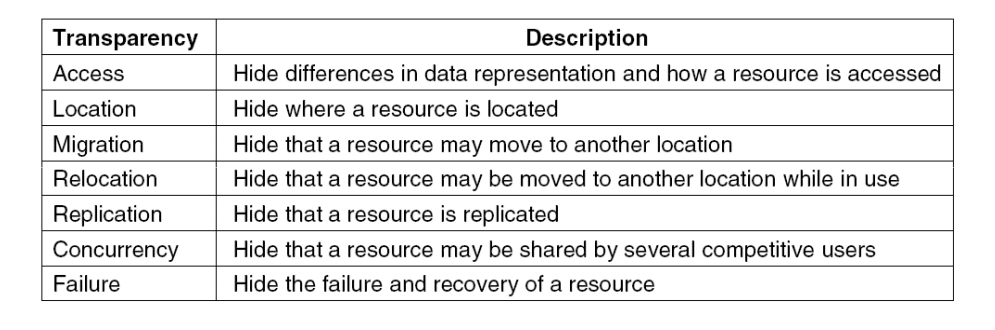 Transparency Description
Access Hide differences in data representation and how a resource is accessed
Location Hide where a resource is located
Migration Hide that a resource may move to another location
Relocation Hide that a resource may be moved to another location while in use
Replication Hide that a resource is replicated
Concurrency Hide that a resource may be shared by several competitive users
Failure Hide the failure and recovery of a resource